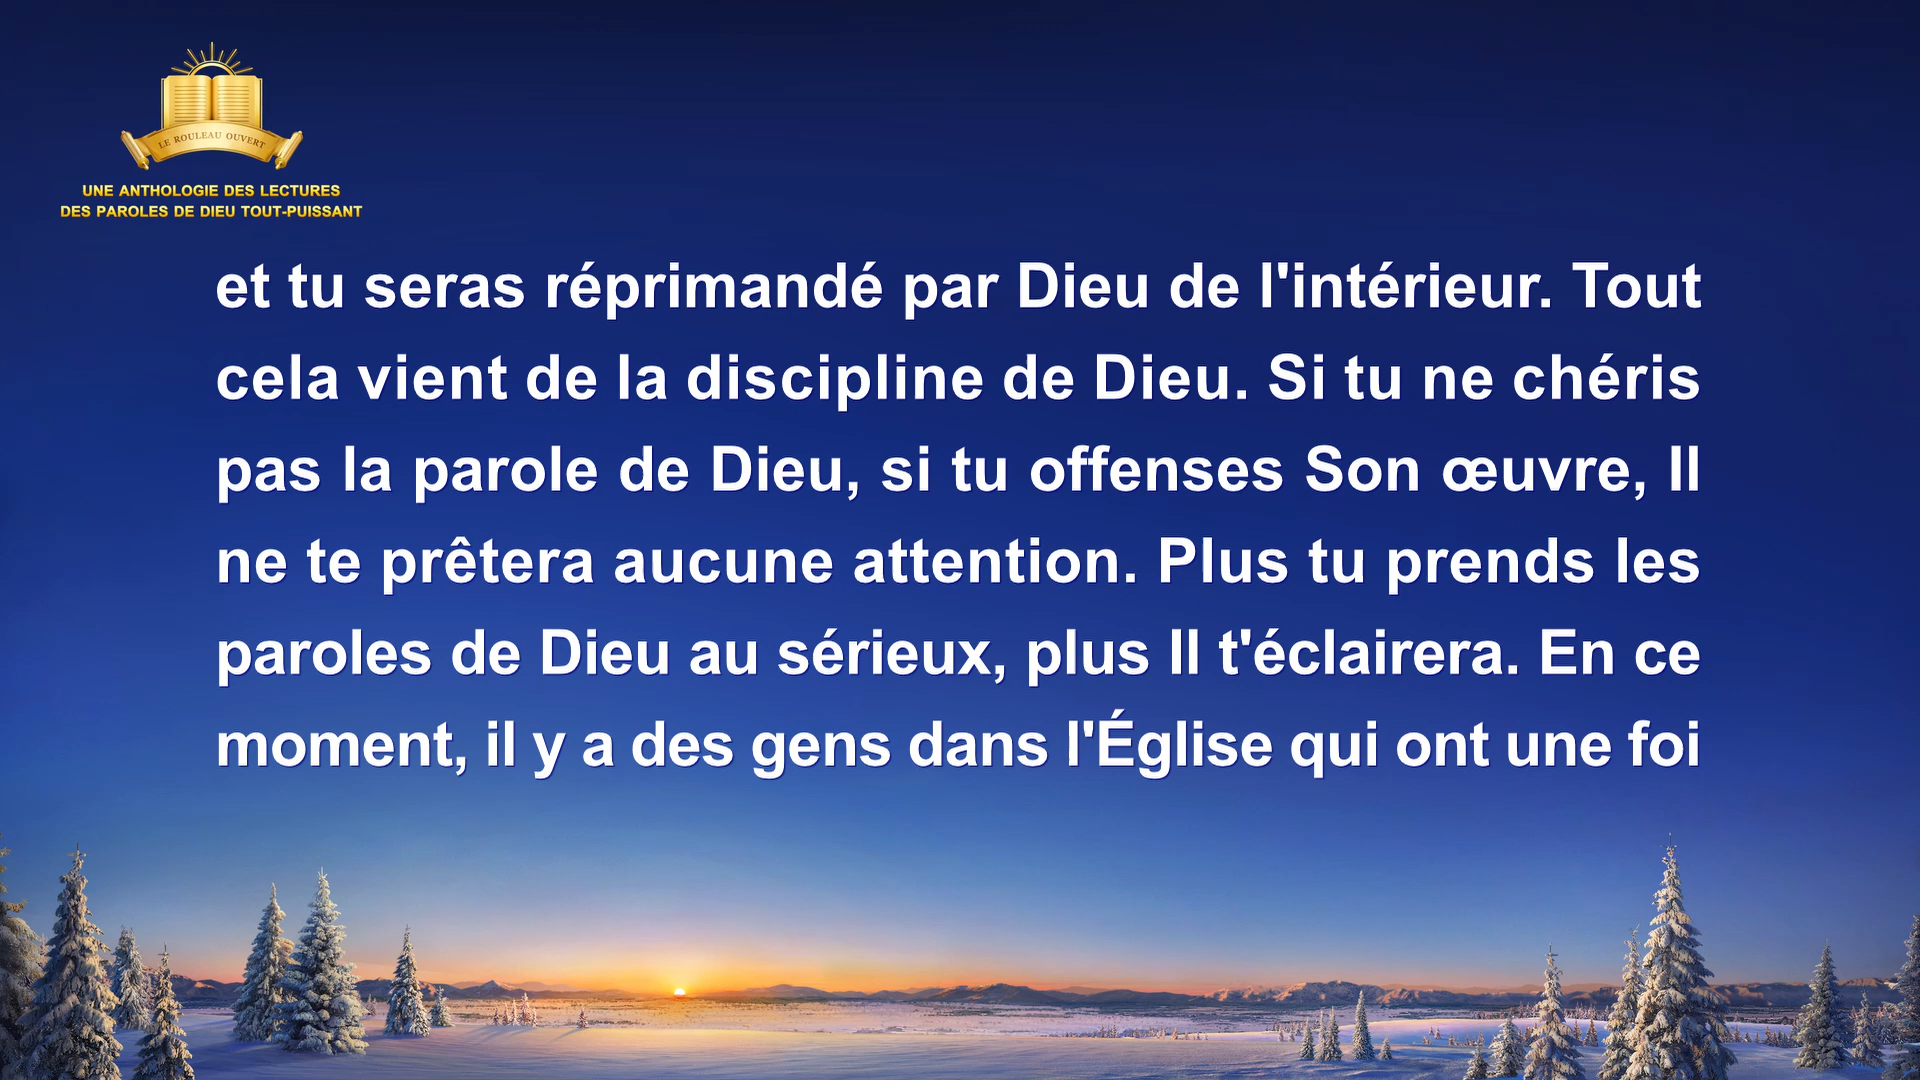 LE ROULEAU OUVERT
UNE ANTHOLOGIE DES LECTURES
DES PAROLES DE DIEU TOUT-PUISSANT
et tu seras réprimandé par Dieu de l'intérieur. Tout
cela vient de la discipline de Dieu. Si tu ne chéris
pas la parole de Dieu, si tu offenses Son œuvre, Il
ne te prêtera aucune attention. Plus tu prends les
paroles de Dieu au sérieux, plus Il t'éclairera. En ce
moment, il y a des gens dans l'Église qui ont une foi